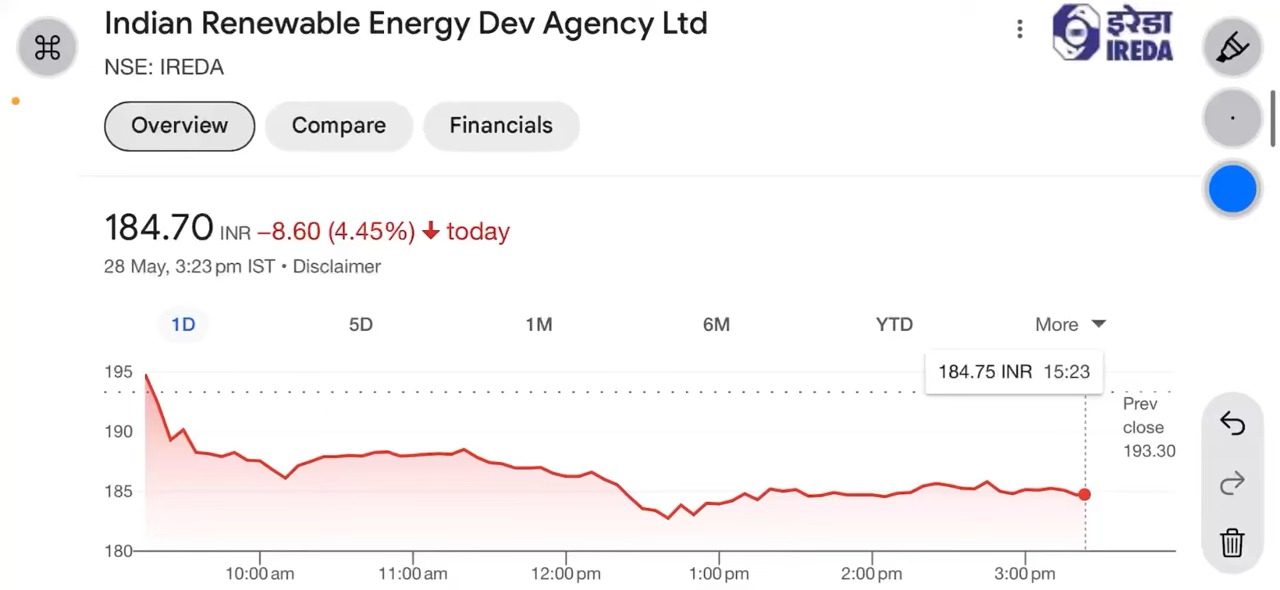 Indian Renewable Energy Dev Agency Ltd
NSE: IREDA
इरेडा
IREDA
Overview
Compare
Financials
184.70 INR −8.60 (4.45%) ↓ today
28 May, 3:23 pm IST • Disclaimer
1D
5D
1M
6M
YTD
More
184.75 INR 15:23
195
190
185
180
Prev
close
193.30
10:00 am
11:00 am
12:00 pm
1:00 pm
2:00 pm
3:00 pm